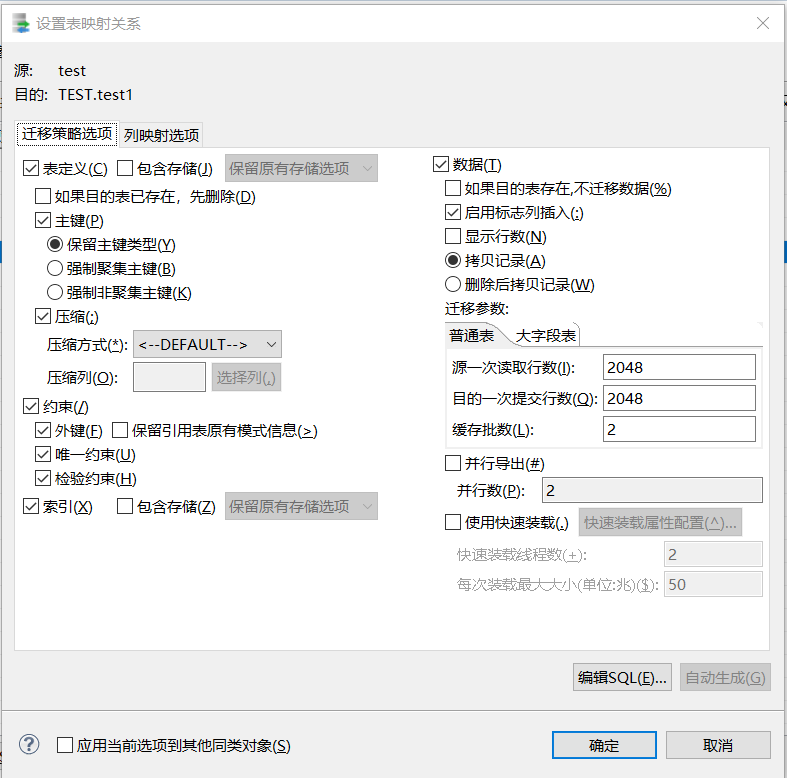 设置表映射关系
源: test
目的: TEST.test1
迁移策略选项 列映射选项
表定义(C) 包含存储(J) 保留原有存储选项
如果目的表已存在，先删除(D)
主键(P)
保留主键类型(Y)
强制聚集主键(B)
强制非聚集主键(K)
压缩(;)
压缩方式(*): <--DEFAULT-->
压缩列(O): 选择列(,)
约束(/)
外键(F) 保留引用表原有模式信息(>)
唯一约束(U)
检验约束(H)
索引(X) 包含存储(Z) 保留原有存储选项
数据(T)
如果目的表存在,不迁移数据(%)
启用标志列插入(:)
显示行数(N)
拷贝记录(A)
删除后拷贝记录(W)
迁移参数:
普通表 大字段表
源一次读取行数(I): 2048
目的一次提交行数(Q): 2048
缓存批数(L): 2
并行导出(#)
并行数(P): 2
使用快速装载(.) 快速装载属性配置(^)...
快速装载线程数(+): 2
每次装载最大大小(单位:兆)($): 50
编辑SQL(E)... 自动生成(G)
应用当前选项到其他同类对象(S) 确定 取消